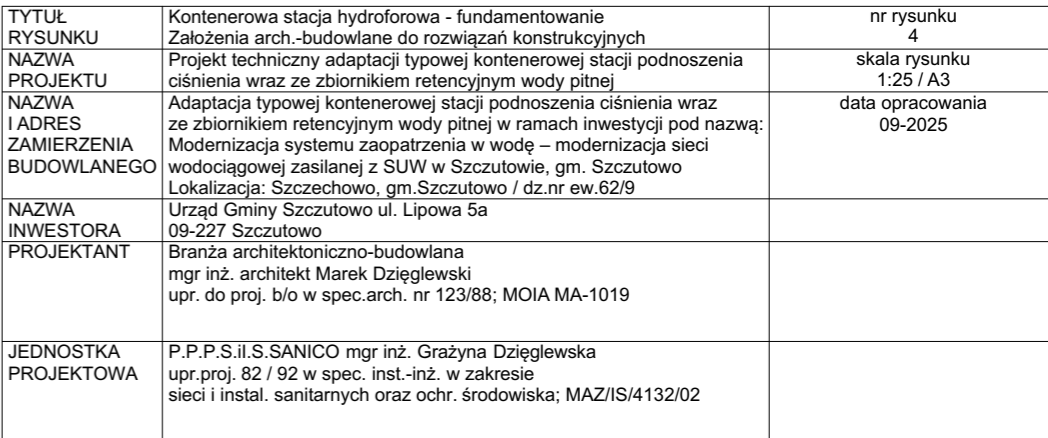 TYTUŁ Kontenerowa stacja hydroforowa - fundamentowanie nr rysunku
RYSUNKU Założenia arch.-budowlane do rozwiązań konstrukcyjnych 4
NAZWA Projekt techniczny adaptacji typowej kontenerowej stacji podnoszenia skala rysunku
PROJEKTU ciśnienia wraz ze zbiornikiem retencyjnym wody pitnej 1:25 / A3
NAZWA Adaptacja typowej kontenerowej stacji podnoszenia ciśnienia wraz data opracowania
I ADRES ze zbiornikiem retencyjnym wody pitnej w ramach inwestycji pod nazwą: 09-2025
ZAMIERZENIA Modernizacja systemu zaopatrzenia w wodę – modernizacja sieci
BUDOWLANEGO wodociągowej zasilanej z SUW w Szczutowie, gm. Szczutowo
Lokalizacja: Szczechowo, gm.Szczutowo / dz.nr ew.62/9
NAZWA Urząd Gminy Szczutowo ul. Lipowa 5a
INWESTORA 09-227 Szczutowo
PROJEKTANT Branża architektoniczno-budowlana
mgr inż. architekt Marek Dzięglewski
upr. do proj. b/o w spec.arch. nr 123/88; MOIA MA-1019
JEDNOSTKA P.P.P.S.iI.S.SANICO mgr inż. Grażyna Dzięglewska
PROJEKTOWA upr.proj. 82 / 92 w spec. inst.-inż. w zakresie
sieci i instal. sanitarnych oraz ochr. środowiska; MAZ/IS/4132/02